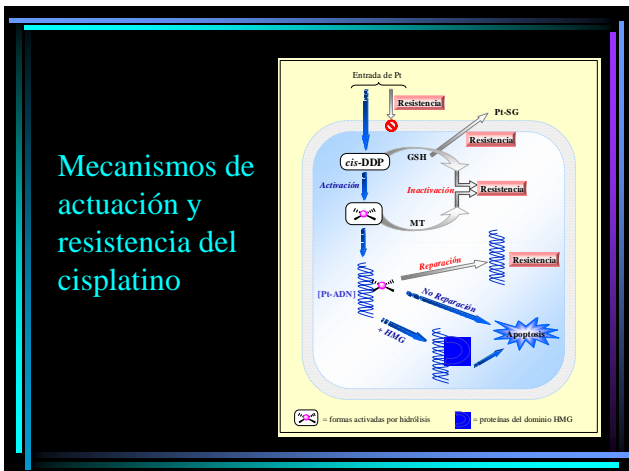 Mecanismos de
actuación y
resistencia del
cisplatino
Entrada de Pt
Resistencia
Pt-SG
Resistencia
cis-DDP
GSH
Activación
Inactivación
Resistencia
MT
Reparación
Resistencia
[Pt-ADN]
No Reparación
Apoptosis
+ HMG
= formas activadas por hidrólisis
= proteínas del dominio HMG